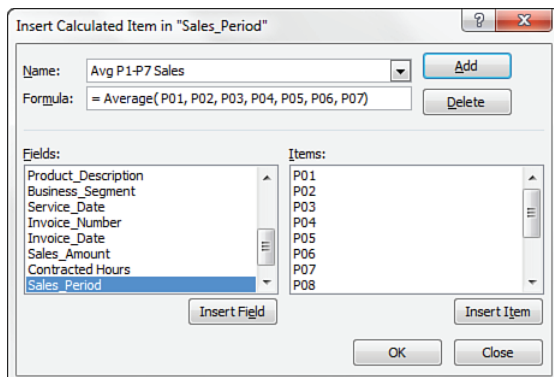 Insert Calculated Item in "Sales_Period"
?
Name: Avg P1-P7 Sales Add
Formula: = Average( P01, P02, P03, P04, P05, P06, P07) Delete
Fields: Items:
Product_Description P01
Business_Segment P02
Service_Date P03
Invoice_Number P04
Invoice_Date P05
Sales_Amount P06
Contracted Hours P07
Sales_Period P08
Insert Field Insert Item
OK Close